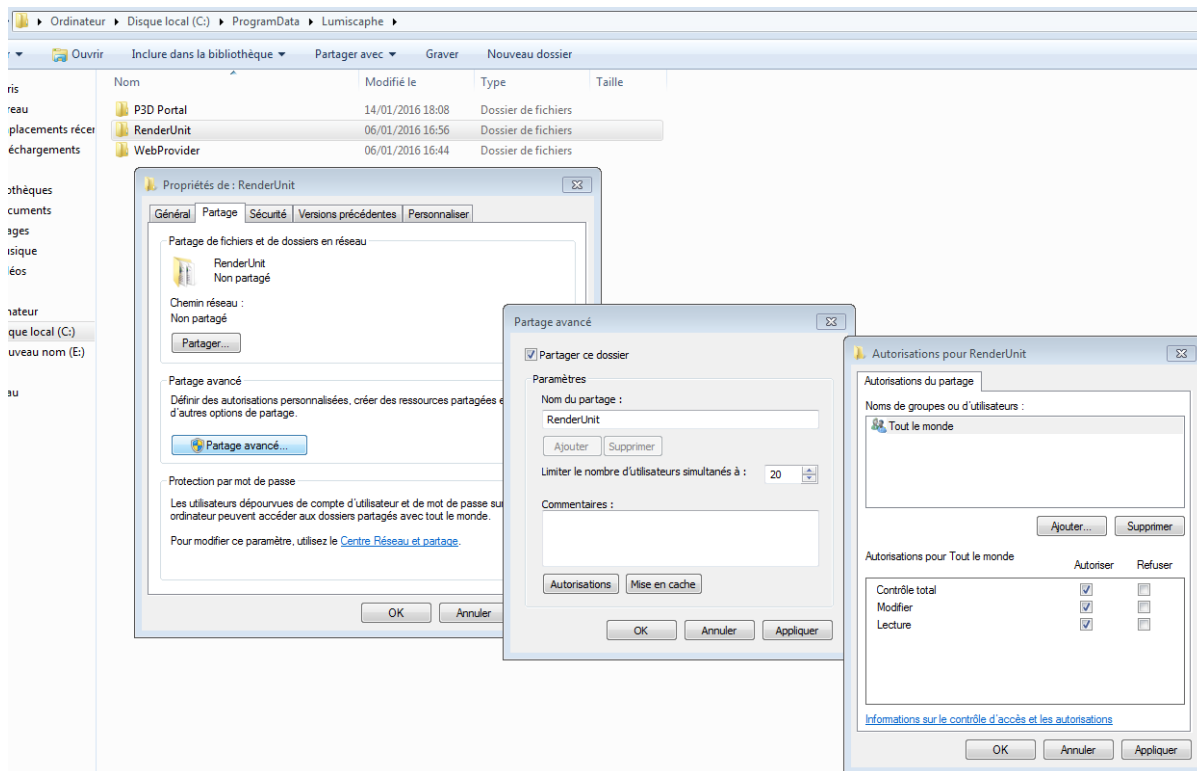 Ordinateur ▸ Disque local (C:) ▸ ProgramData ▸ Lumiscaphe ▸
Ouvrir Inclure dans la bibliothèque Partager avec Graver Nouveau dossier
Nom Modifié le Type Taille
P3D Portal 14/01/2016 18:08 Dossier de fichiers
RenderUnit 06/01/2016 16:56 Dossier de fichiers
WebProvider 06/01/2016 16:44 Dossier de fichiers
ris
reau
placements récer
échargements
othèques
cuments
ages
usique
éos
nateur
que local (C:)
uveau nom (E:)
au
Propriétés de : RenderUnit
Général Partage Sécurité Versions précédentes Personnaliser
Partage de fichiers et de dossiers en réseau
RenderUnit
Non partagé
Chemin réseau :
Non partagé
Partager...
Partage avancé
Définir des autorisations personnalisées, créer des ressources partagées e
d'autres options de partage.
Partage avancé...
Protection par mot de passe
Les utilisateurs dépourvues de compte d'utilisateur et de mot de passe sur
ordinateur peuvent accéder aux dossiers partagés avec tout le monde.
Pour modifier ce paramètre, utilisez le Centre Réseau et partage.
OK Annuler
Partage avancé
Partager ce dossier
Paramètres
Nom du partage :
RenderUnit
Ajouter Supprimer
Limiter le nombre d'utilisateurs simultanés à : 20
Commentaires :
Autorisations Mise en cache
OK Annuler Appliquer
Autorisations pour RenderUnit
Autorisations du partage
Noms de groupes ou d'utilisateurs :
Tout le monde
Ajouter... Supprimer
Autorisations pour Tout le monde Autoriser Refuser
Contrôle total
Modifier
Lecture
Informations sur le contrôle d'accès et les autorisations
OK Annuler Appliquer